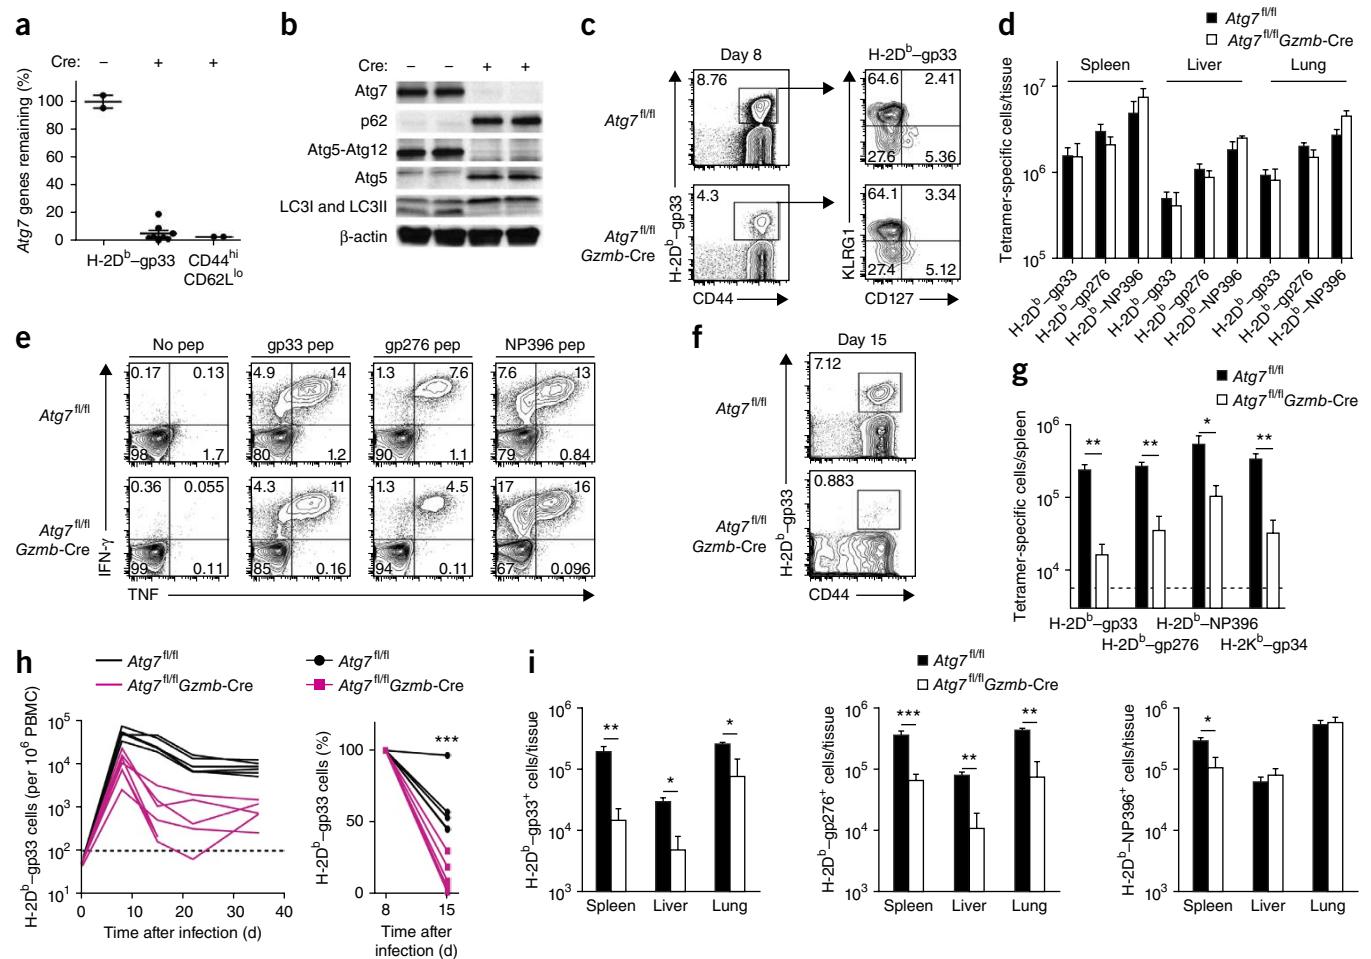 a
Cre: – + +
Atg7 genes remaining (%)
100
80
60
40
20
0
H-2Dᵇ–gp33
CD44ʰⁱ
CD62Lˡᵒ
b
Cre: – – + +
Atg7
p62
Atg5-Atg12
Atg5
LC3I and LC3II
β-actin
c
Day 8
H-2Dᵇ–gp33
Atg7ᶠˡ/ᶠˡ
8.76
64.6 2.41
27.6 5.36
Atg7ᶠˡ/ᶠˡ
Gzmb-Cre
4.3
64.1 3.34
27.4 5.12
H-2Dᵇ–gp33
CD44
KLRG1
CD127
d
Atg7ᶠˡ/ᶠˡ
Atg7ᶠˡ/ᶠˡGzmb-Cre
Spleen Liver Lung
Tetramer-specific cells/tissue
10⁷
10⁶
10⁵
H-2Dᵇ–gp33
H-2Dᵇ–gp276
H-2Dᵇ–NP396
H-2Dᵇ–gp33
H-2Dᵇ–gp276
H-2Dᵇ–NP396
H-2Dᵇ–gp33
H-2Dᵇ–gp276
H-2Dᵇ–NP396
e
No pep gp33 pep gp276 pep NP396 pep
Atg7ᶠˡ/ᶠˡ
0.17 0.13 4.9 14 1.3 7.6 7.6 13
98 1.7 80 1.2 90 1.1 79 0.84
Atg7ᶠˡ/ᶠˡ
Gzmb-Cre
0.36 0.055 4.3 11 1.3 4.5 17 16
99 0.11 85 0.16 94 0.11 67 0.096
IFN-γ
TNF
f
Day 15
Atg7ᶠˡ/ᶠˡ
7.12
Atg7ᶠˡ/ᶠˡ
Gzmb-Cre
0.883
H-2Dᵇ–gp33
CD44
g
Atg7ᶠˡ/ᶠˡ
Atg7ᶠˡ/ᶠˡGzmb-Cre
Tetramer-specific cells/spleen
10⁶
10⁵
10⁴
** ** * **
H-2Dᵇ–gp33 H-2Dᵇ–NP396
H-2Dᵇ–gp276 H-2Kᵇ–gp34
h
Atg7ᶠˡ/ᶠˡ
Atg7ᶠˡ/ᶠˡGzmb-Cre
H-2Dᵇ–gp33 cells (per 10⁶ PBMC)
10⁵
10⁴
10³
10²
10¹
0 10 20 30 40
Time after infection (d)
Atg7ᶠˡ/ᶠˡ
Atg7ᶠˡ/ᶠˡGzmb-Cre
H-2Dᵇ–gp33 cells (%)
***
100
50
0
8 15
Time after
infection (d)
i
Atg7ᶠˡ/ᶠˡ
Atg7ᶠˡ/ᶠˡGzmb-Cre
H-2Dᵇ–gp33⁺ cells/tissue
10⁶
10⁵
10⁴
10³
** * *
Spleen Liver Lung
H-2Dᵇ–gp276⁺ cells/tissue
10⁶
10⁵
10⁴
10³
*** ** **
Spleen Liver Lung
H-2Dᵇ–NP396⁺ cells/tissue
10⁶
10⁵
10⁴
10³
*
Spleen Liver Lung